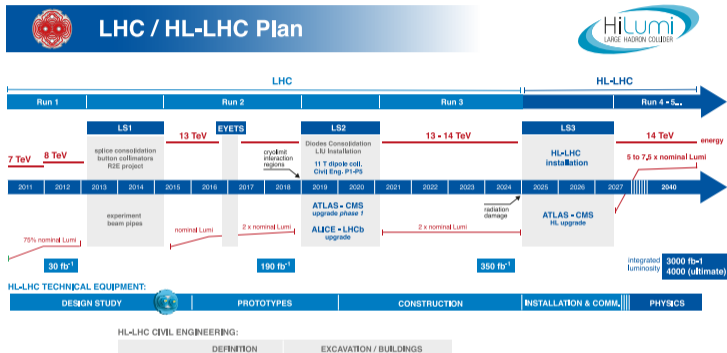 LHC / HL-LHC Plan
HiLumi
LARGE HADRON COLLIDER
LHC
HL-LHC
Run 1
Run 2
Run 3
Run 4 - 5...
LS1
EYETS
LS2
LS3
13 TeV
13 - 14 TeV
14 TeV
energy
splice consolidation
button collimators
R2E project
Diodes Consolidation
LIU Installation
11 T dipole coll.
Civil Eng. P1-P5
cryolimit
interaction
regions
HL-LHC
installation
7 TeV
8 TeV
5 to 7,5 x nominal Lumi
2011
2012
2013
2014
2015
2016
2017
2018
2019
2020
2021
2022
2023
2024
2025
2026
2027
2040
radiation
damage
experiment
beam pipes
ATLAS - CMS
upgrade phase 1
ALICE - LHCb
upgrade
ATLAS - CMS
HL upgrade
75% nominal Lumi
nominal Lumi
2 x nominal Lumi
2 x nominal Lumi
30 fb-1
190 fb-1
350 fb-1
integrated
luminosity
3000 fb-1
4000 (ultimate)
HL-LHC TECHNICAL EQUIPMENT:
DESIGN STUDY
PROTOTYPES
CONSTRUCTION
INSTALLATION & COMM.
PHYSICS
HL-LHC CIVIL ENGINEERING:
DEFINITION
EXCAVATION / BUILDINGS